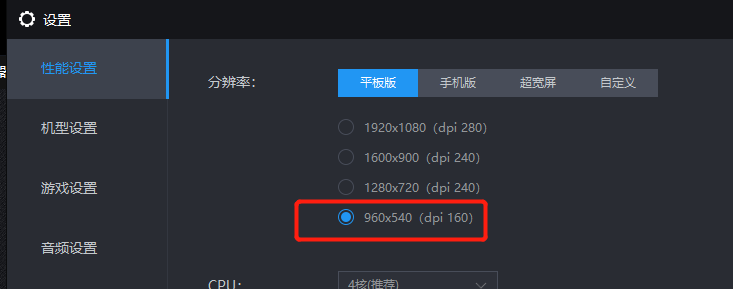 设置
性能设置
分辨率：
平板版 手机版 超宽屏 自定义
1920x1080（dpi 280）
机型设置
1600x900（dpi 240）
游戏设置
1280x720（dpi 240）
960x540（dpi 160）
音频设置
CPU：
4核(推荐)